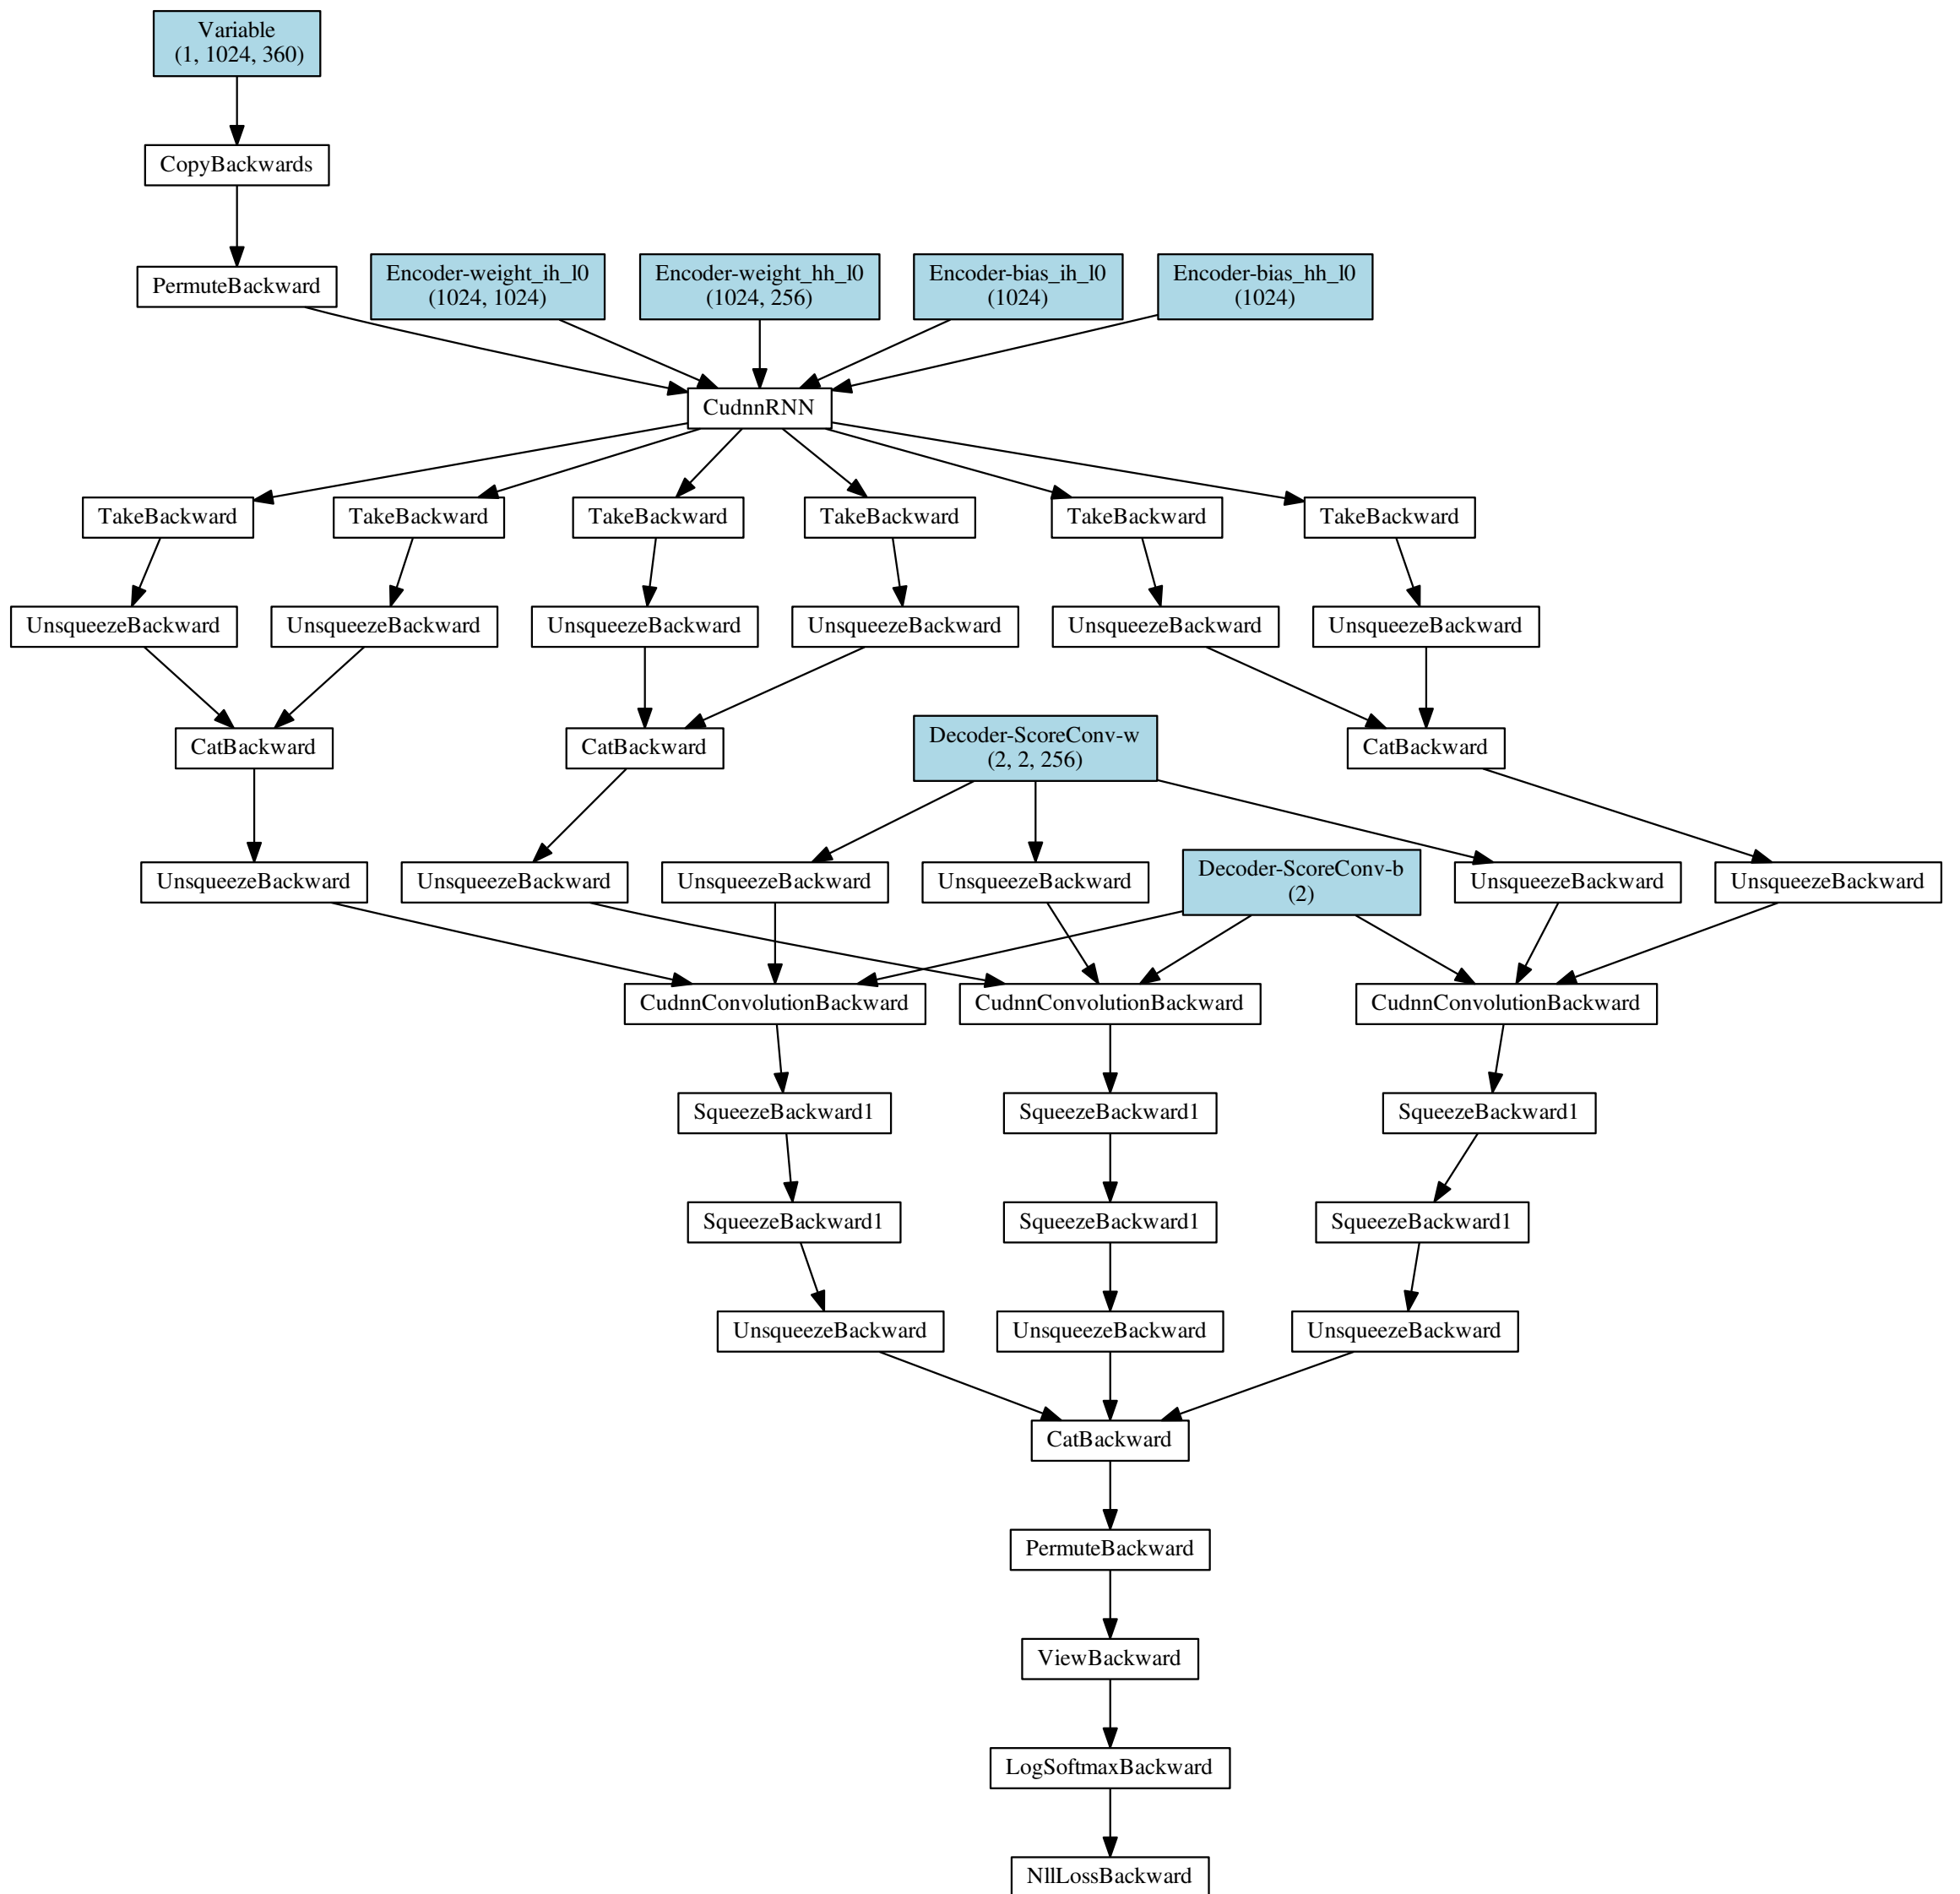 Variable
(1, 1024, 360)
CopyBackwards
PermuteBackward
Encoder-weight_ih_l0
(1024, 1024)
Encoder-weight_hh_l0
(1024, 256)
Encoder-bias_ih_l0
(1024)
Encoder-bias_hh_l0
(1024)
CudnnRNN
TakeBackward
TakeBackward
TakeBackward
TakeBackward
TakeBackward
TakeBackward
UnsqueezeBackward
UnsqueezeBackward
UnsqueezeBackward
UnsqueezeBackward
UnsqueezeBackward
UnsqueezeBackward
CatBackward
CatBackward
Decoder-ScoreConv-w
(2, 2, 256)
CatBackward
UnsqueezeBackward
UnsqueezeBackward
UnsqueezeBackward
UnsqueezeBackward
Decoder-ScoreConv-b
(2)
UnsqueezeBackward
UnsqueezeBackward
CudnnConvolutionBackward
CudnnConvolutionBackward
CudnnConvolutionBackward
SqueezeBackward1
SqueezeBackward1
SqueezeBackward1
SqueezeBackward1
SqueezeBackward1
SqueezeBackward1
UnsqueezeBackward
UnsqueezeBackward
UnsqueezeBackward
CatBackward
PermuteBackward
ViewBackward
LogSoftmaxBackward
NllLossBackward